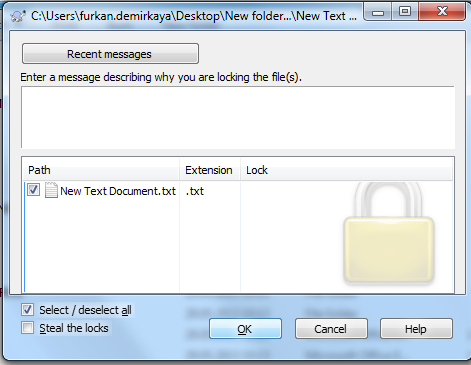 C:\Users\furkan.demirkaya\Desktop\New folder...\New Text ...
Recent messages
Enter a message describing why you are locking the file(s).
Path Extension Lock
New Text Document.txt .txt
Select / deselect all
Steal the locks
OK Cancel Help